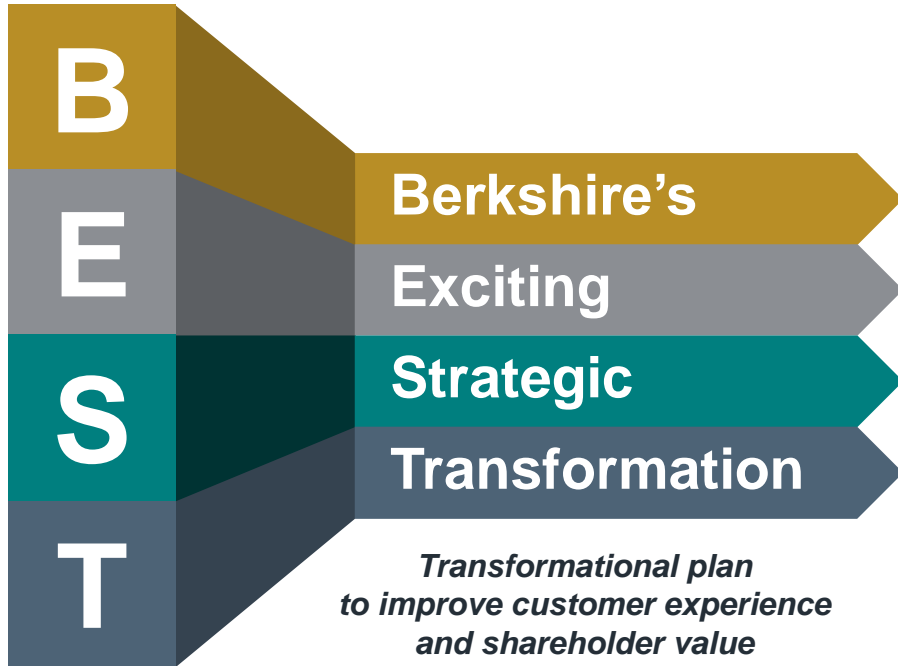 B
E
S
T
Berkshire’s
Exciting
Strategic
Transformation
Transformational plan
to improve customer experience
and shareholder value